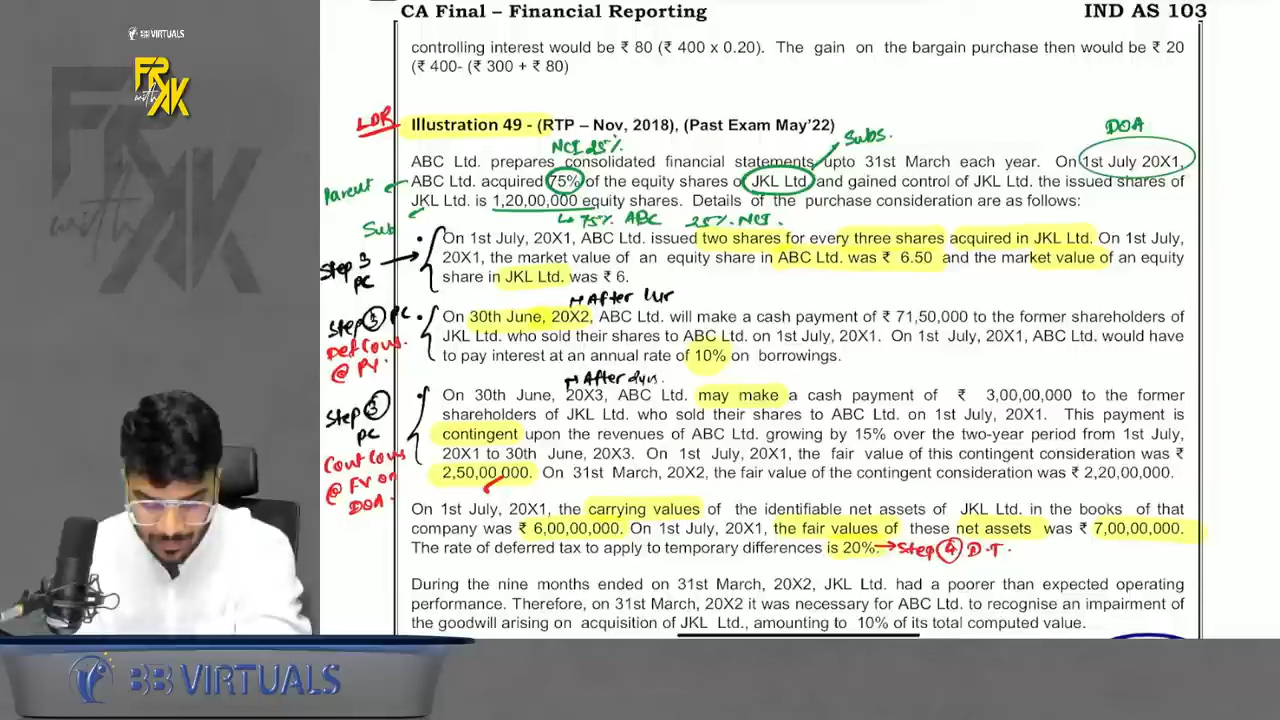 CA Final – Financial Reporting
IND AS 103
BB VIRTUALS
FR
with
AK
controlling interest would be ₹ 80 (₹ 400 x 0.20). The gain on the bargain purchase then would be ₹ 20
(₹ 400- (₹ 300 + ₹ 80)
LDR
Illustration 49 - (RTP – Nov, 2018), (Past Exam May'22)
Subs.
DOA
NCI 25%
ABC Ltd. prepares consolidated financial statements upto 31st March each year. On 1st July 20X1,
Parent
ABC Ltd. acquired 75% of the equity shares o JKL Ltd and gained control of JKL Ltd. the issued shares of
JKL Ltd. is 1,20,00,000 equity shares. Details of the purchase consideration are as follows:
Sub
75% ABC 25% NCI.
• On 1st July, 20X1, ABC Ltd. issued two shares for every three shares acquired in JKL Ltd. On 1st July,
20X1, the market value of an equity share in ABC Ltd. was ₹ 6.50 and the market value of an equity
share in JKL Ltd. was ₹ 6.
Step 3
PC
After 1yr
• On 30th June, 20X2, ABC Ltd. will make a cash payment of ₹ 71,50,000 to the former shareholders of
JKL Ltd. who sold their shares to ABC Ltd. on 1st July, 20X1. On 1st July, 20X1, ABC Ltd. would have
to pay interest at an annual rate of 10% on borrowings.
Step 3 PC
Def Cons.
@ PV
After 2yrs.
• On 30th June, 20X3, ABC Ltd. may make a cash payment of ₹ 3,00,00,000 to the former
shareholders of JKL Ltd. who sold their shares to ABC Ltd. on 1st July, 20X1. This payment is
contingent upon the revenues of ABC Ltd. growing by 15% over the two-year period from 1st July,
20X1 to 30th June, 20X3. On 1st July, 20X1, the fair value of this contingent consideration was ₹
2,50,00,000. On 31st March, 20X2, the fair value of the contingent consideration was ₹ 2,20,00,000.
Step 3
PC
Cont Cons
@ FV on
DOA.
On 1st July, 20X1, the carrying values of the identifiable net assets of JKL Ltd. in the books of that
company was ₹ 6,00,00,000. On 1st July, 20X1, the fair values of these net assets was ₹ 7,00,00,000.
The rate of deferred tax to apply to temporary differences is 20%. → Step 4 D.T.
During the nine months ended on 31st March, 20X2, JKL Ltd. had a poorer than expected operating
performance. Therefore, on 31st March, 20X2 it was necessary for ABC Ltd. to recognise an impairment of
the goodwill arising on acquisition of JKL Ltd., amounting to 10% of its total computed value.
BB VIRTUALS